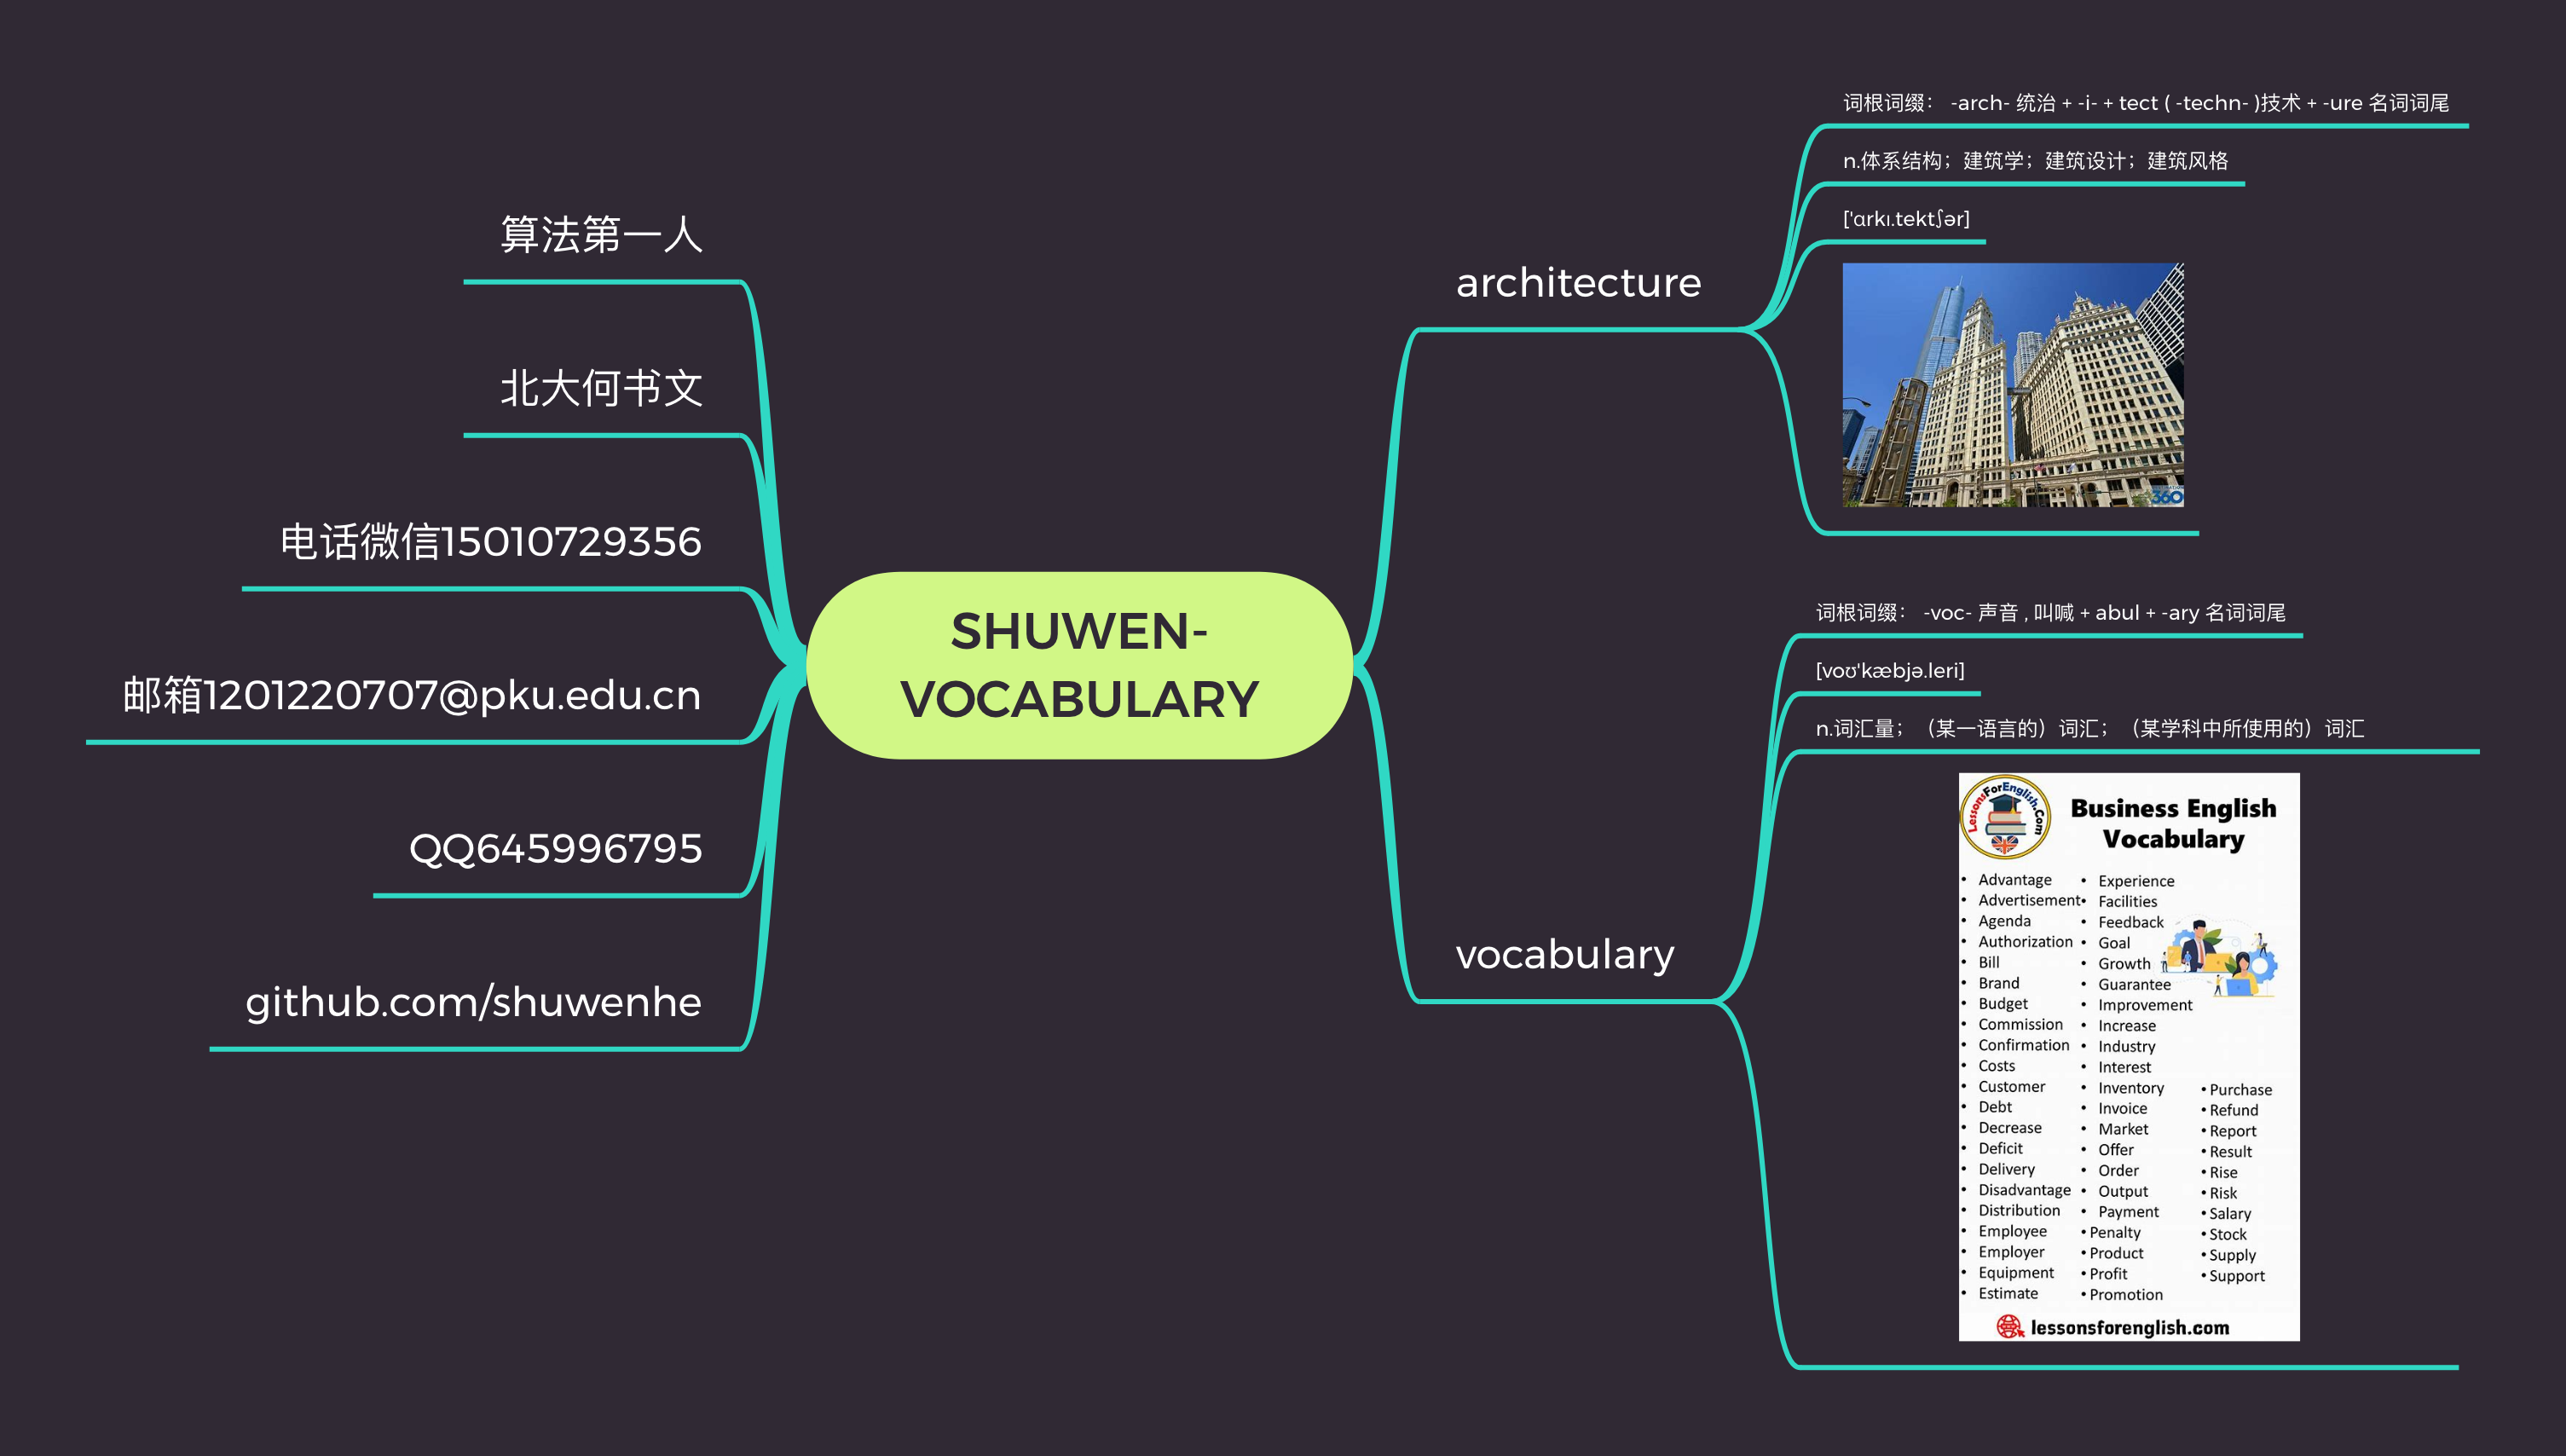 算法第一人
北大何书文
电话微信15010729356
邮箱1201220707@pku.edu.cn
QQ645996795
github.com/shuwenhe
SHUWEN-
VOCABULARY
architecture
词根词缀： -arch- 统治 + -i- + tect ( -techn- )技术 + -ure 名词词尾
n.体系结构；建筑学；建筑设计；建筑风格
['ɑrkɪ.tektʃər]
360
vocabulary
词根词缀： -voc- 声音 , 叫喊 + abul + -ary 名词词尾
[voʊ'kæbjə.leri]
n.词汇量；（某一语言的）词汇；（某学科中所使用的）词汇
LessonsForEnglish.Com
Business English
Vocabulary
• Advantage
• Advertisement
• Agenda
• Authorization
• Bill
• Brand
• Budget
• Commission
• Confirmation
• Costs
• Customer
• Debt
• Decrease
• Deficit
• Delivery
• Disadvantage
• Distribution
• Employee
• Employer
• Equipment
• Estimate
• Experience
• Facilities
• Feedback
• Goal
• Growth
• Guarantee
• Improvement
• Increase
• Industry
• Interest
• Inventory
• Invoice
• Market
• Offer
• Order
• Output
• Payment
• Penalty
• Product
• Profit
• Promotion
• Purchase
• Refund
• Report
• Result
• Rise
• Risk
• Salary
• Stock
• Supply
• Support
lessonsforenglish.com